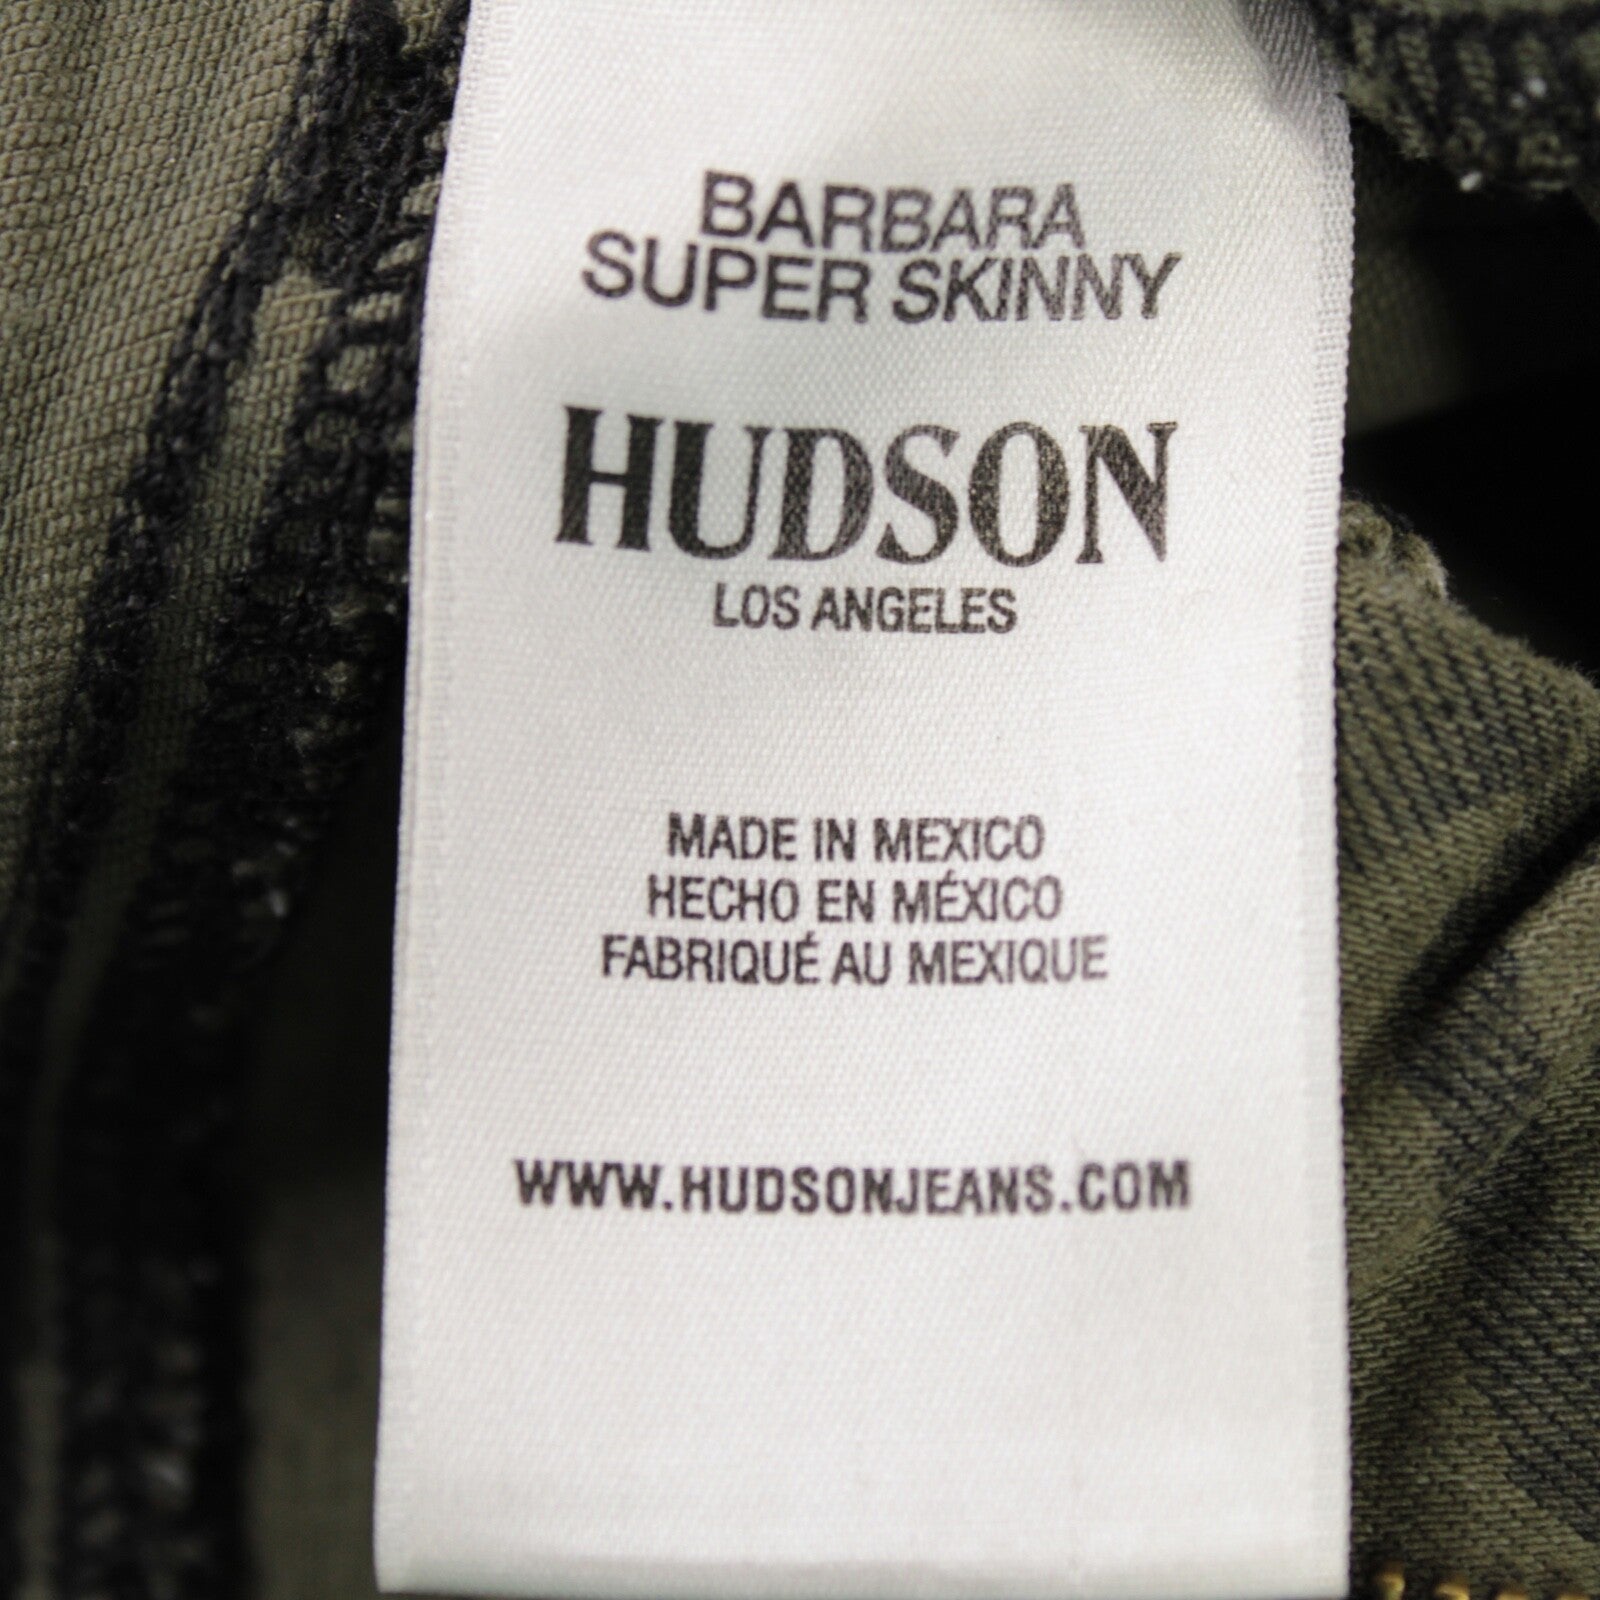 BARBARA
SUPER SKINNY
HUDSON
LOS ANGELES
MADE IN MEXICO
HECHO EN MÉXICO
FABRIQUÉ AU MEXIQUE
WWW.HUDSONJEANS.COM